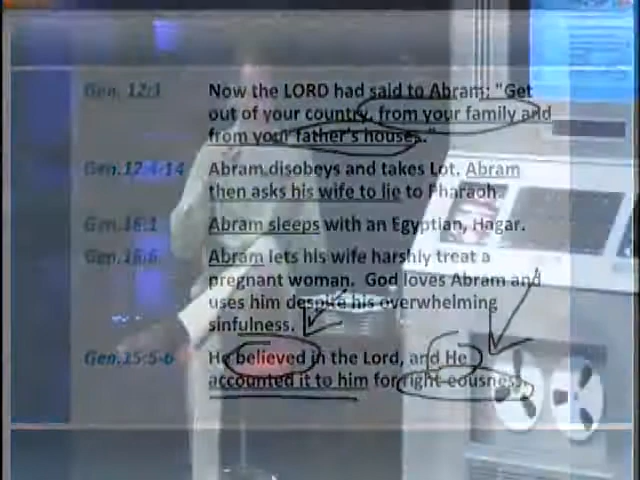 Gen. 12:1 Now the LORD had said to Abram: "Get
out of your country, from your family and
from your father's house."
Gen.12:4-14 Abram disobeys and takes Lot. Abram
then asks his wife to lie to Pharaoh.
Gen.16:1 Abram sleeps with an Egyptian, Hagar.
Gen.16:6 Abram lets his wife harshly treat a
pregnant woman. God loves Abram and
uses him despite his overwhelming
sinfulness.
Gen.15:5-6 He believed in the Lord, and He
accounted it to him for right-eousness.